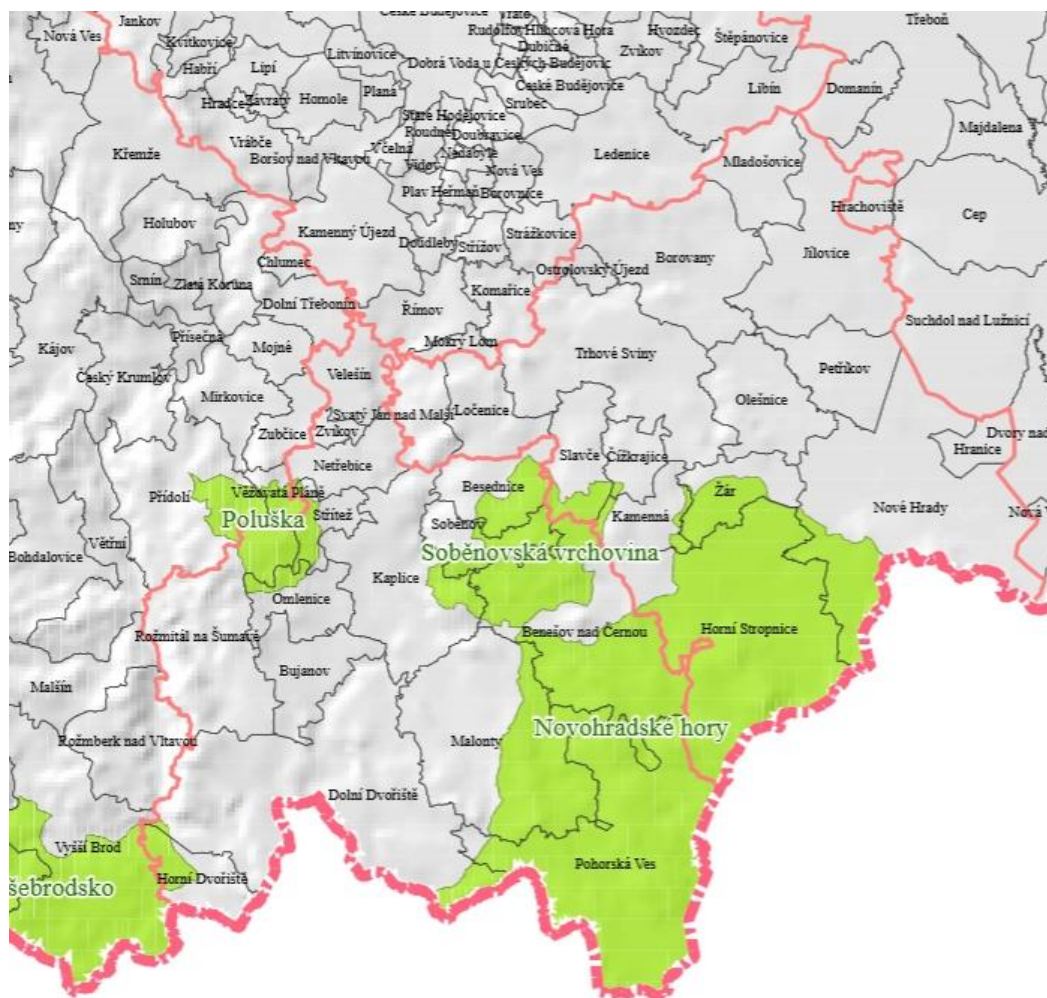 České Budějovice
Jankov
Třeboň
Nová Ves
Kvítkovice
Litvínovice
Rudolfov
Hlincová Hora
Hvozdec
Štěpánovice
Dubičné
Zvíkov
Habří
Lipí
Dobrá Voda u Českých Budějovic
Libín
Domanín
Planá
České Budějovice
Hradce
Závraty
Homole
Srubec
Staré Hodějovice
Majdalena
Roudné
Doubravice
Vrábče
Včelná
Křemže
Boršov nad Vltavou
Nedabyle
Ledenice
Mladošovice
Vidov
Nová Ves
Plav
Heřmaň
Borovnice
Hrachoviště
Cep
Holubov
Kamenný Újezd
Strážkovice
Doudleby
Střížov
Jílovice
Borovany
Chlumec
Ostrolovský Újezd
Srnín
Zlatá Koruna
Komařice
Dolní Třebonín
Římov
Suchdol nad Lužnicí
Přísečná
Mokrý Lom
Kájov
Mojné
Trhové Sviny
Petříkov
Český Krumlov
Velešín
Mirkovice
Olešnice
Svatý Jan nad Malší
Ločenice
Zubčice
Zvíkov
Dvory nad
Hranice
Slavče
Čížkrajice
Netřebice
Besednice
Věžovatá Pláně
Žár
Přídolí
Nové Hrady
Nová V
Střítež
Poluška
Soběnov
Kamenná
Větřní
Soběnovská vrchovina
Bohdalovice
Kaplice
Omlenice
Rožmitál na Šumavě
Benešov nad Černou
Horní Stropnice
Bujanov
Malšín
Novohradské hory
Rožmberk nad Vltavou
Malonty
Dolní Dvořiště
Vyšší Brod
Pohorská Ves
Horní Dvořiště
šebrodsko